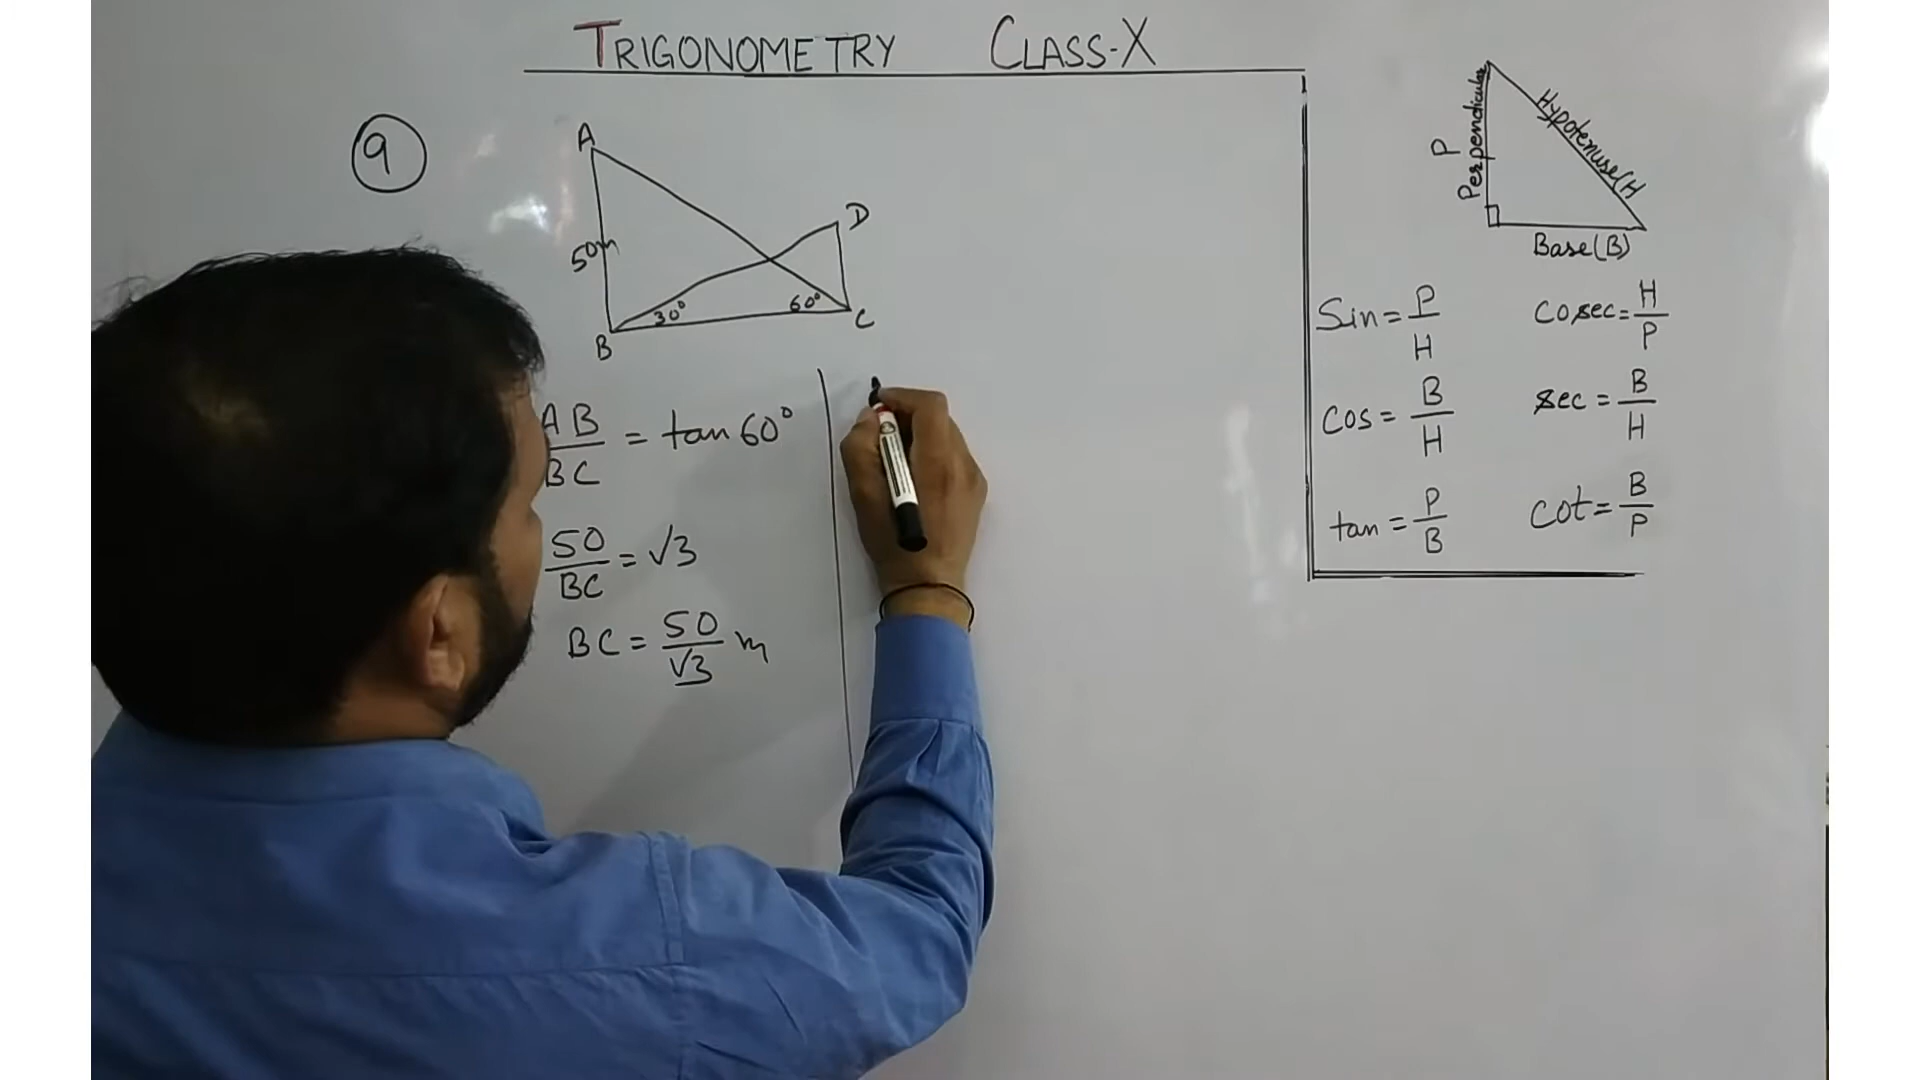 TRIGONOMETRY CLASS-X
9
A
50m
D
30°
60°
B
C
AB/BC = tan 60°
50/BC = √3
BC = 50/√3 m
P
Perpendicular
Hypotenuse(H
Base(B)
Sin = P/H
cosec = H/P
cos = B/H
sec = B/H
tan = P/B
cot = B/P